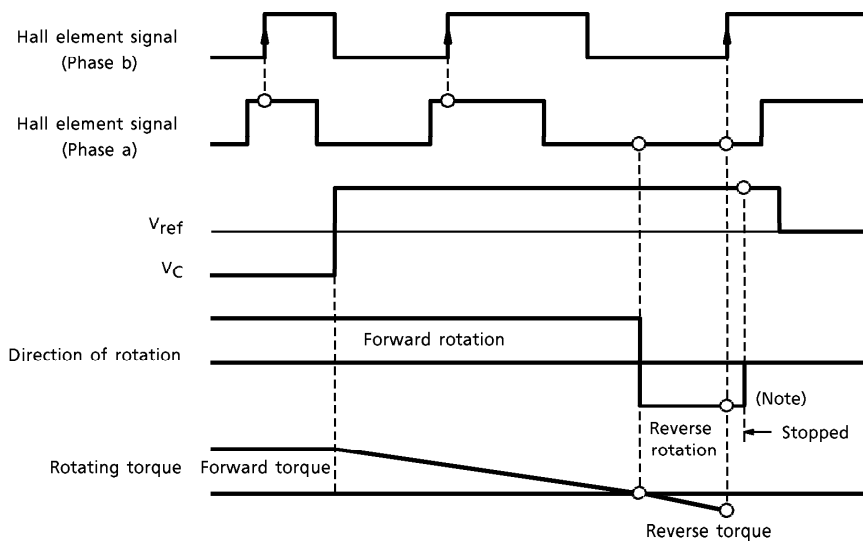 Hall element signal
(Phase b)
Hall element signal
(Phase a)
Vref
VC
Direction of rotation
Forward rotation
(Note)
Reverse
rotation
Stopped
Rotating torque
Forward torque
Reverse torque